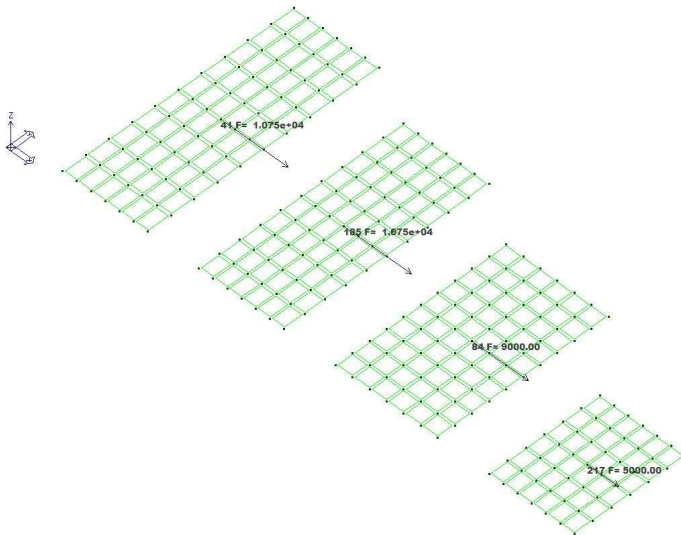 Z
41 F= 1.075e+04
185 F= 1.075e+04
84 F= 9000.00
217 F= 5000.00